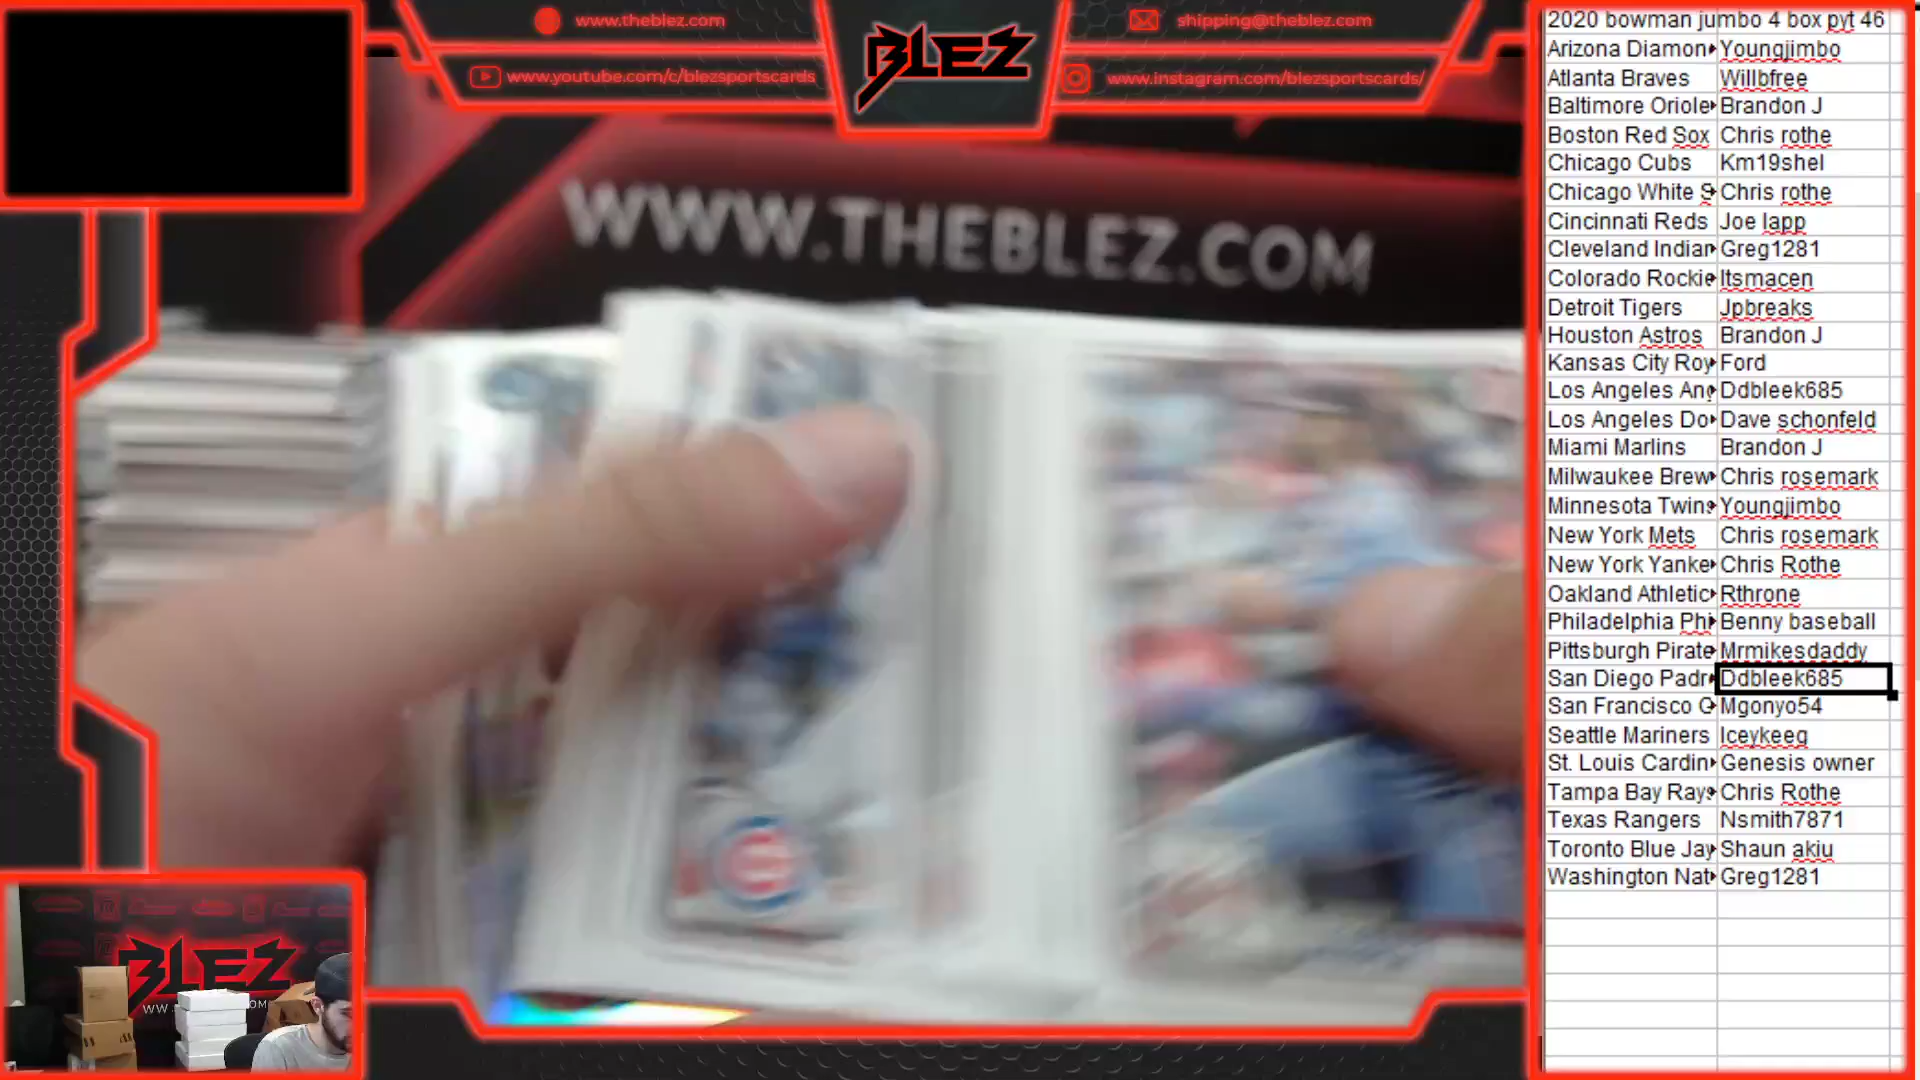 www.theblez.com
www.youtube.com/c/blezsportscards
BLEZ
shipping@theblez.com
www.instagram.com/blezsportscards/
WWW.THEBLEZ.COM
BLEZ
2020 bowman jumbo 4 box pyt 46
Arizona Diamon Youngjimbo
Atlanta Braves Willbfree
Baltimore Oriole Brandon J
Boston Red Sox Chris rothe
Chicago Cubs Km19shel
Chicago White S Chris rothe
Cincinnati Reds Joe lapp
Cleveland Indian Greg1281
Colorado Rockie Itsmacen
Detroit Tigers Jpbreaks
Houston Astros Brandon J
Kansas City Roy Ford
Los Angeles Ang Ddbleek685
Los Angeles Do Dave schonfeld
Miami Marlins Brandon J
Milwaukee Brew Chris rosemark
Minnesota Twins Youngjimbo
New York Mets Chris rosemark
New York Yanke Chris Rothe
Oakland Athletic Rthrone
Philadelphia Phi Benny baseball
Pittsburgh Pirate Mrmikesdaddy
San Diego Padr Ddbleek685
San Francisco G Mgonyo54
Seattle Mariners Iceykeeg
St. Louis Cardin Genesis owner
Tampa Bay Rays Chris Rothe
Texas Rangers Nsmith7871
Toronto Blue Jay Shaun akiu
Washington Nat Greg1281